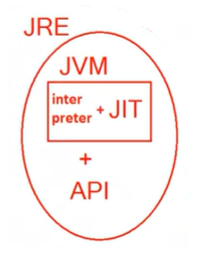 JRE
JVM
inter
preter + JIT
+
API